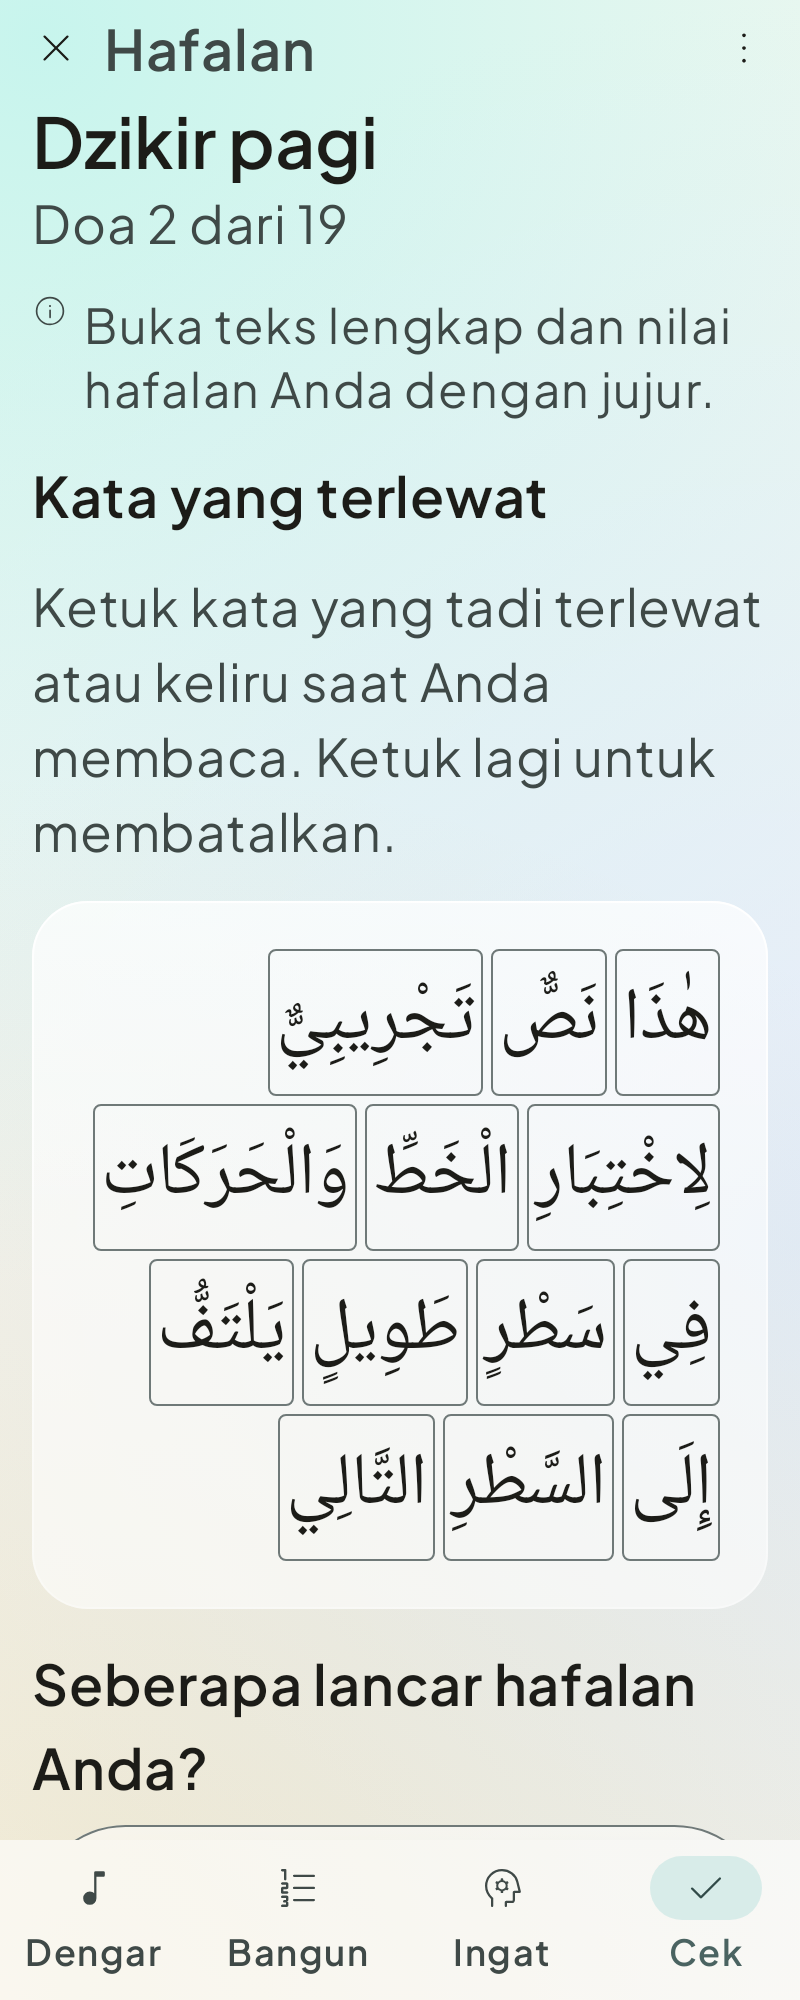 Hafalan
Dzikir pagi
Doa 2 dari 19
Buka teks lengkap dan nilai
hafalan Anda dengan jujur.
Kata yang terlewat
Ketuk kata yang tadi terlewat
atau keliru saat Anda
membaca. Ketuk lagi untuk
membatalkan.
هٰذَا نَصٌّ تَجْرِيبِيٌّ
لِاخْتِبَارِ الْخَطِّ وَالْحَرَكَاتِ
فِي سَطْرٍ طَوِيلٍ يَلْتَفُّ
إِلَى السَّطْرِ التَّالِي
Seberapa lancar hafalan
Anda?
Dengar Bangun Ingat Cek